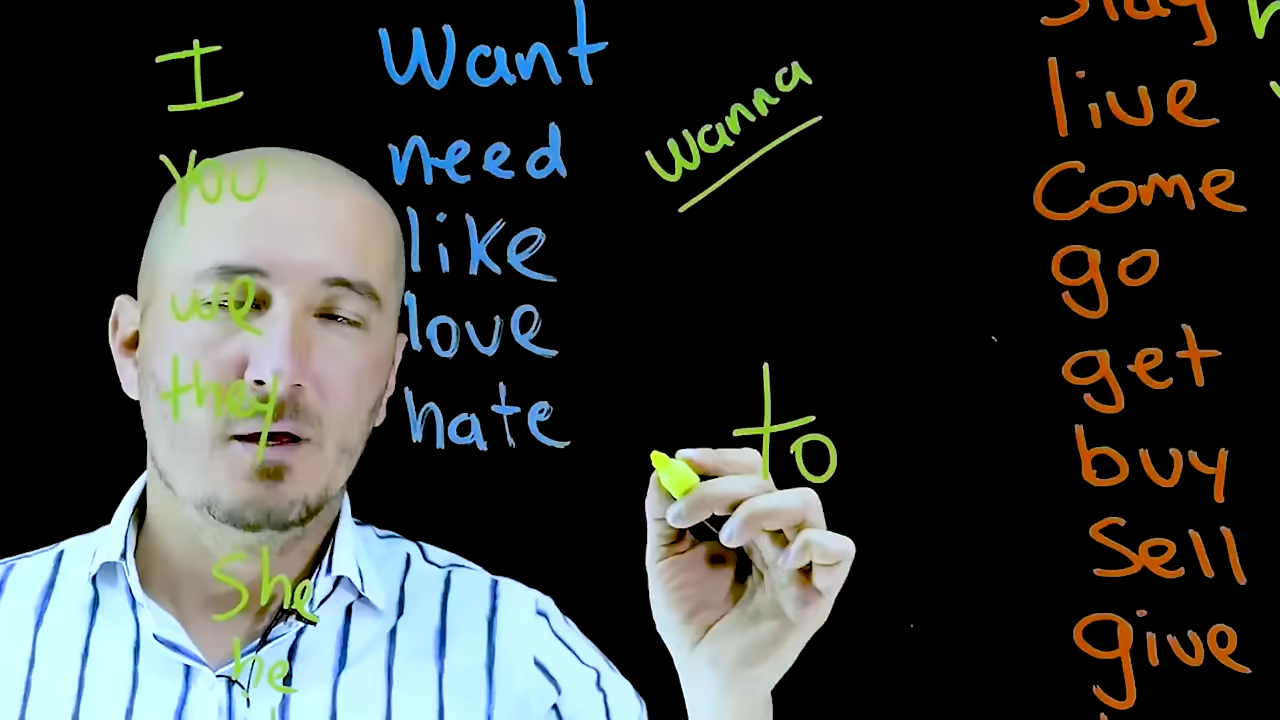 I
you
we
they
She
he
Want
need
like
love
hate
wanna
to
stay
live
Come
go
get
buy
Sell
give